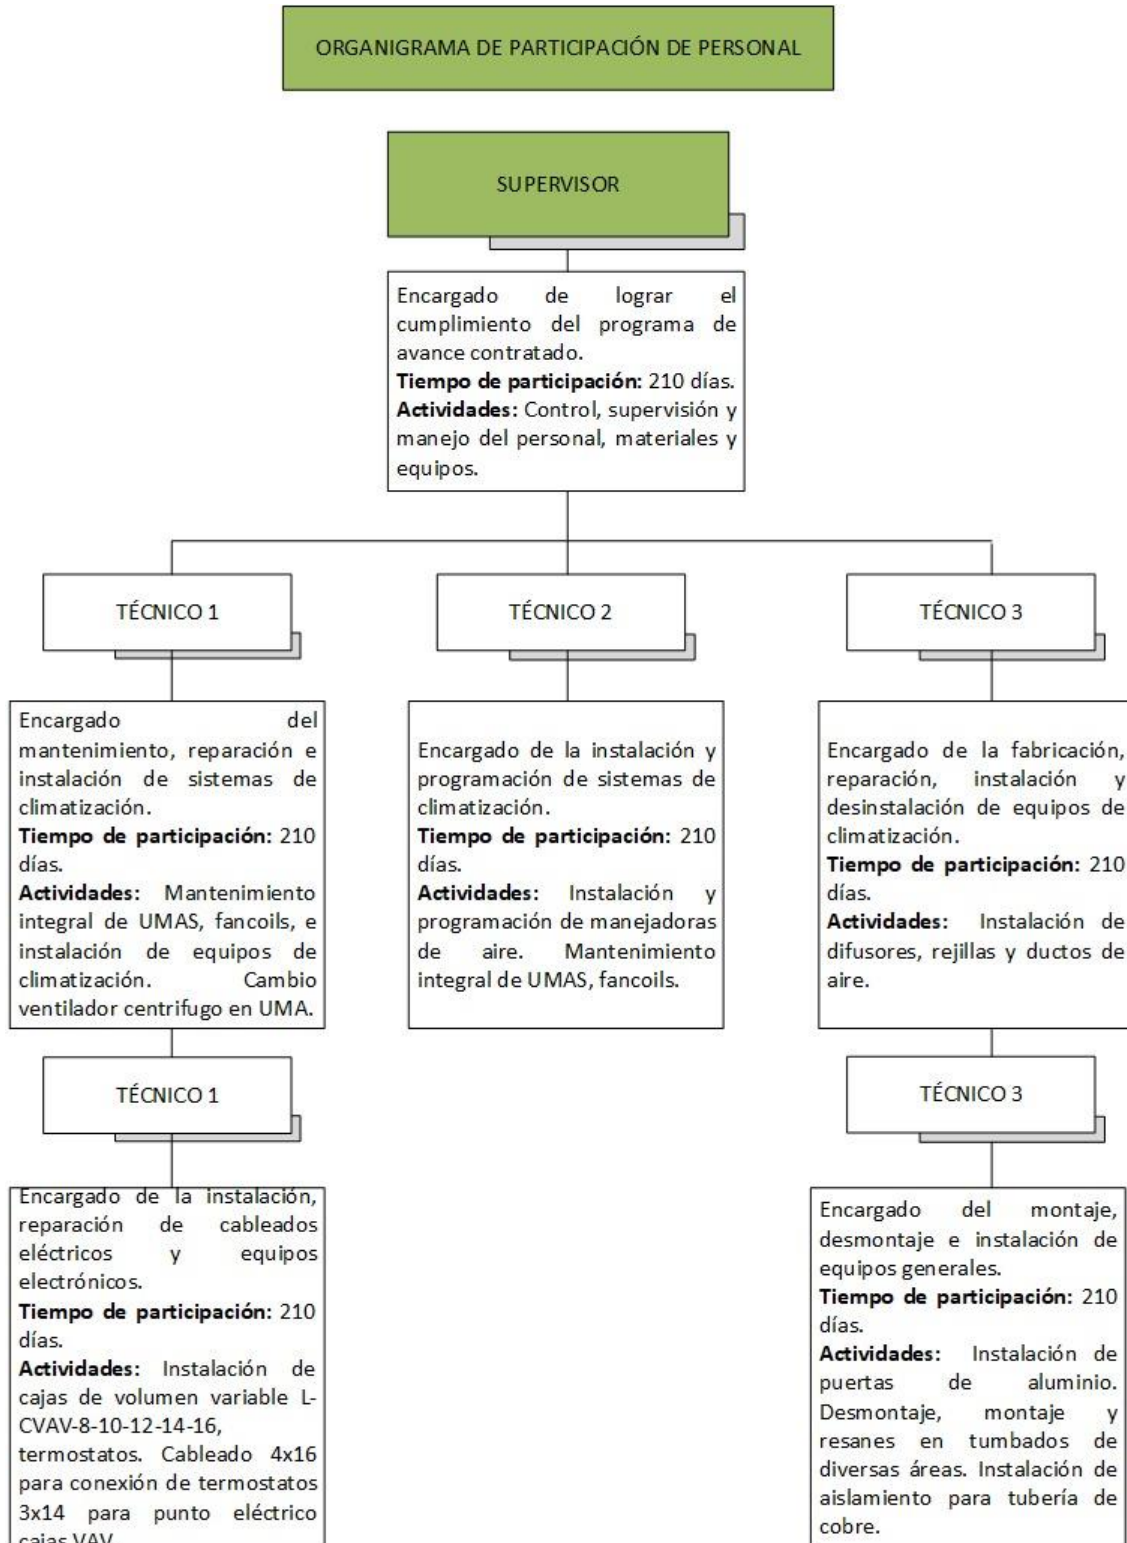 ORGANIGRAMA DE PARTICIPACIÓN DE PERSONAL
SUPERVISOR
Encargado de lograr el
cumplimiento del programa de
avance contratado.
Tiempo de participación: 210 días.
Actividades: Control, supervisión y
manejo del personal, materiales y
equipos.
TÉCNICO 1
Encargado del
mantenimiento, reparación e
instalación de sistemas de
climatización.
Tiempo de participación: 210
días.
Actividades: Mantenimiento
integral de UMAS, fancoils, e
instalación de equipos de
climatización. Cambio
ventilador centrifugo en UMA.
TÉCNICO 2
Encargado de la instalación y
programación de sistemas de
climatización.
Tiempo de participación: 210
días.
Actividades: Instalación y
programación de manejadoras
de aire. Mantenimiento
integral de UMAS, fancoils.
TÉCNICO 3
Encargado de la fabricación,
reparación, instalación y
desinstalación de equipos de
climatización.
Tiempo de participación: 210
días.
Actividades: Instalación de
difusores, rejillas y ductos de
aire.
TÉCNICO 1
Encargado de la instalación,
reparación de cableados
eléctricos y equipos
electrónicos.
Tiempo de participación: 210
días.
Actividades: Instalación de
cajas de volumen variable L-
CVAV-8-10-12-14-16,
termostatos. Cableado 4x16
para conexión de termostatos
3x14 para punto eléctrico
cajas VAV
TÉCNICO 3
Encargado del montaje,
desmontaje e instalación de
equipos generales.
Tiempo de participación: 210
días.
Actividades: Instalación de
puertas de aluminio.
Desmontaje, montaje y
resanes en tumbados de
diversas áreas. Instalación de
aislamiento para tubería de
cobre.